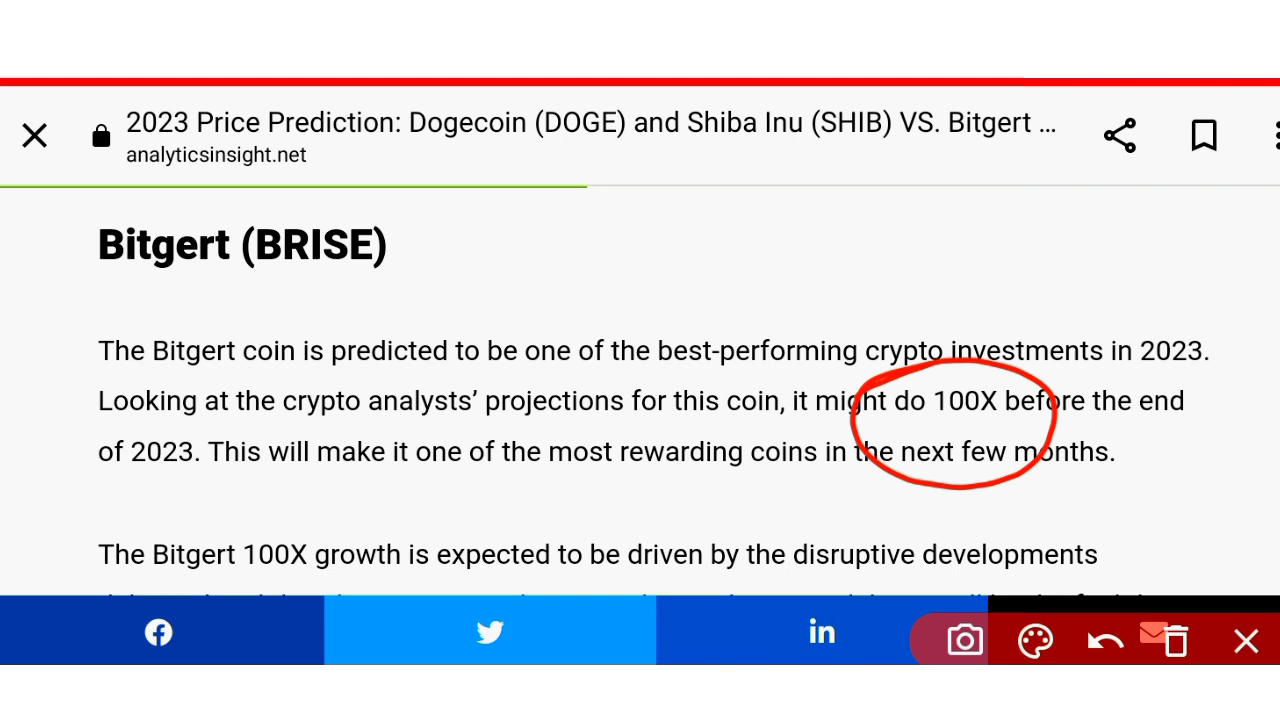 2023 Price Prediction: Dogecoin (DOGE) and Shiba Inu (SHIB) VS. Bitgert ...
analyticsinsight.net
Bitgert (BRISE)
The Bitgert coin is predicted to be one of the best-performing crypto investments in 2023.
Looking at the crypto analysts’ projections for this coin, it might do 100X before the end
of 2023. This will make it one of the most rewarding coins in the next few months.
The Bitgert 100X growth is expected to be driven by the disruptive developments